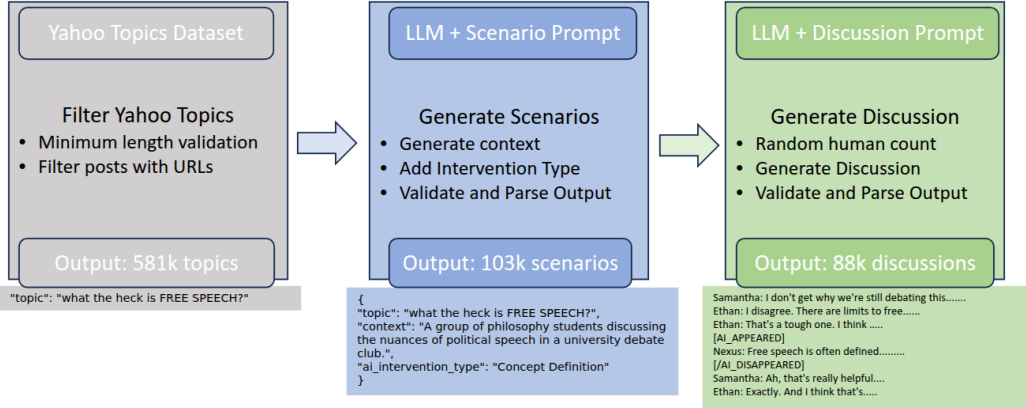 Yahoo Topics Dataset
Filter Yahoo Topics
• Minimum length validation
• Filter posts with URLs
Output: 581k topics
"topic": "what the heck is FREE SPEECH?"
LLM + Scenario Prompt
Generate Scenarios
• Generate context
• Add Intervention Type
• Validate and Parse Output
Output: 103k scenarios
{
"topic": "what the heck is FREE SPEECH?",
"context": "A group of philosophy students discussing
the nuances of political speech in a university debate
club.",
"ai_intervention_type": "Concept Definition"
}
LLM + Discussion Prompt
Generate Discussion
• Random human count
• Generate Discussion
• Validate and Parse Output
Output: 88k discussions
Samantha: I don't get why we're still debating this.......
Ethan: I disagree. There are limits to free......
Ethan: That's a tough one. I think .....
[AI_APPEARED]
Nexus: Free speech is often defined.........
[/AI_DISAPPEARED]
Samantha: Ah, that's really helpful....
Ethan: Exactly. And I think that's.....